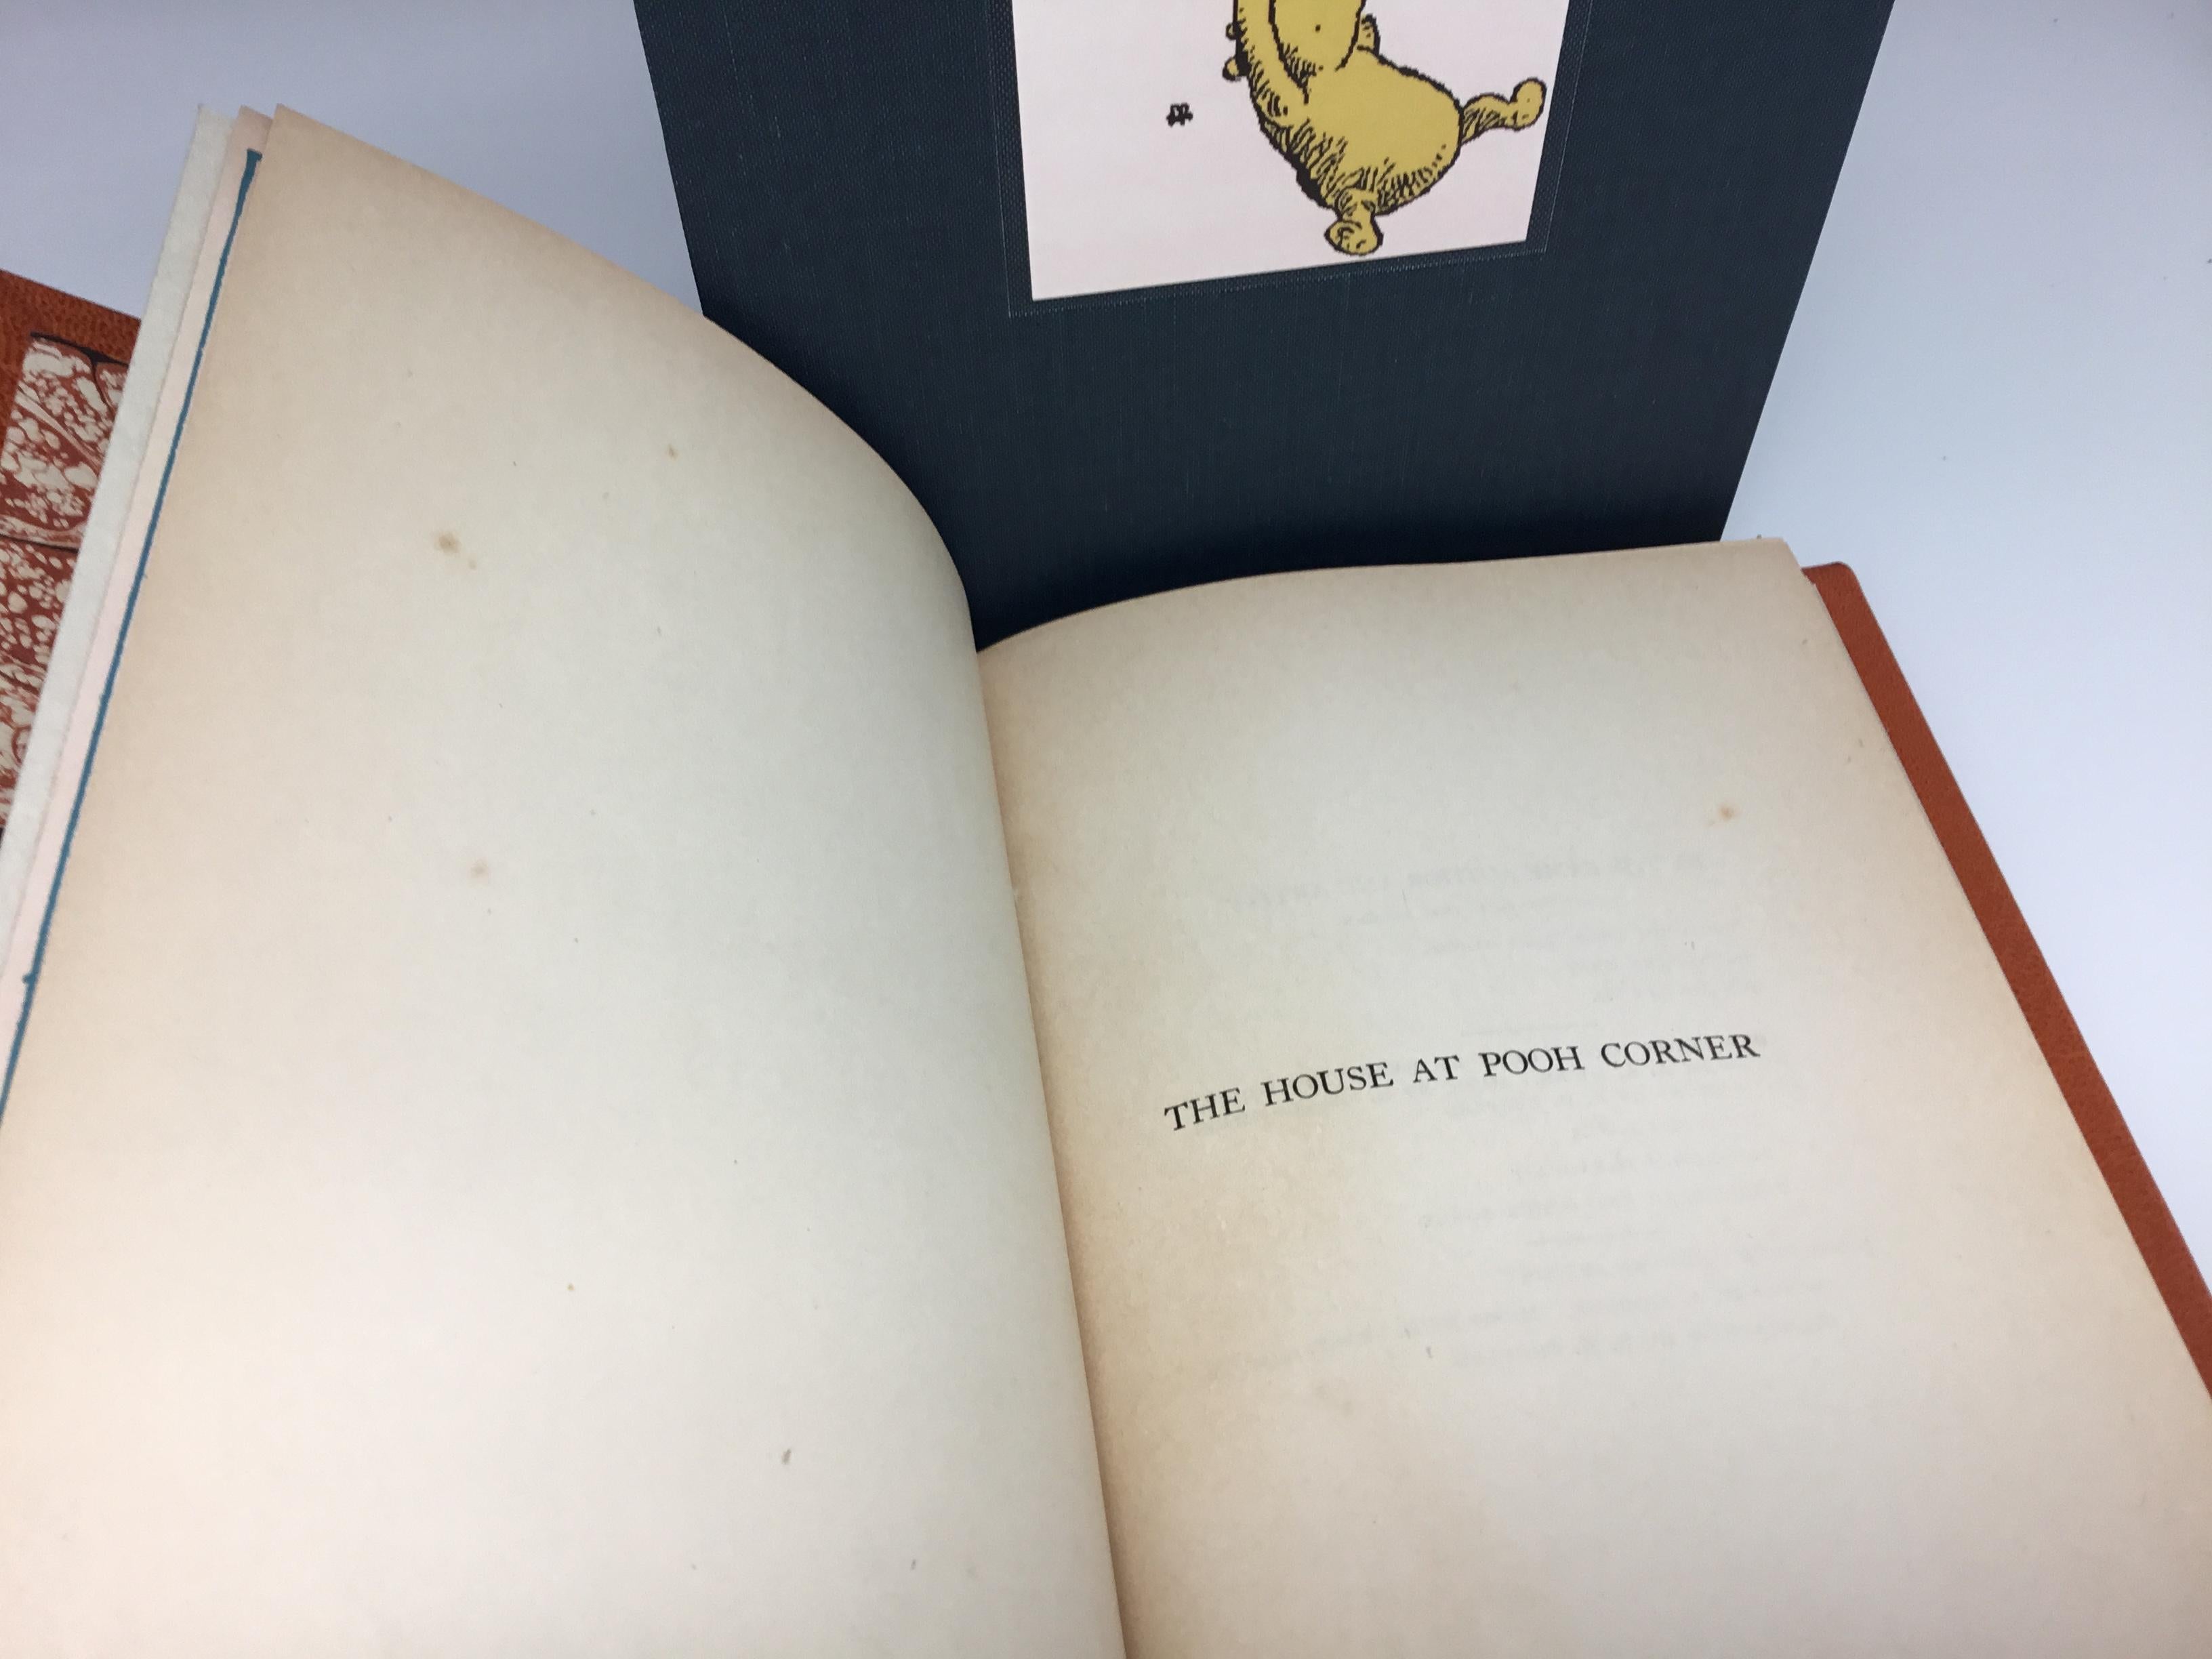 THE HOUSE AT POOH CORNER